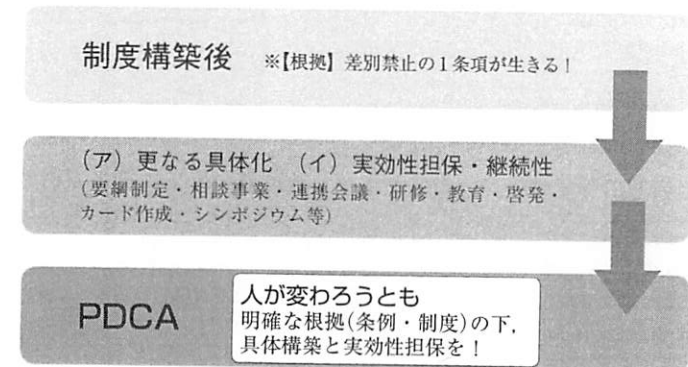 制度構築後 ※【根拠】差別禁止の1条項が生きる!
(ア)更なる具体化 (イ)実効性担保・継続性
(要綱制定・相談事業・連携会議・研修・教育・啓発・
カード作成・シンポジウム等)
PDCA
人が変わろうとも
明確な根拠(条例・制度)の下,
具体構築と実効性担保を!